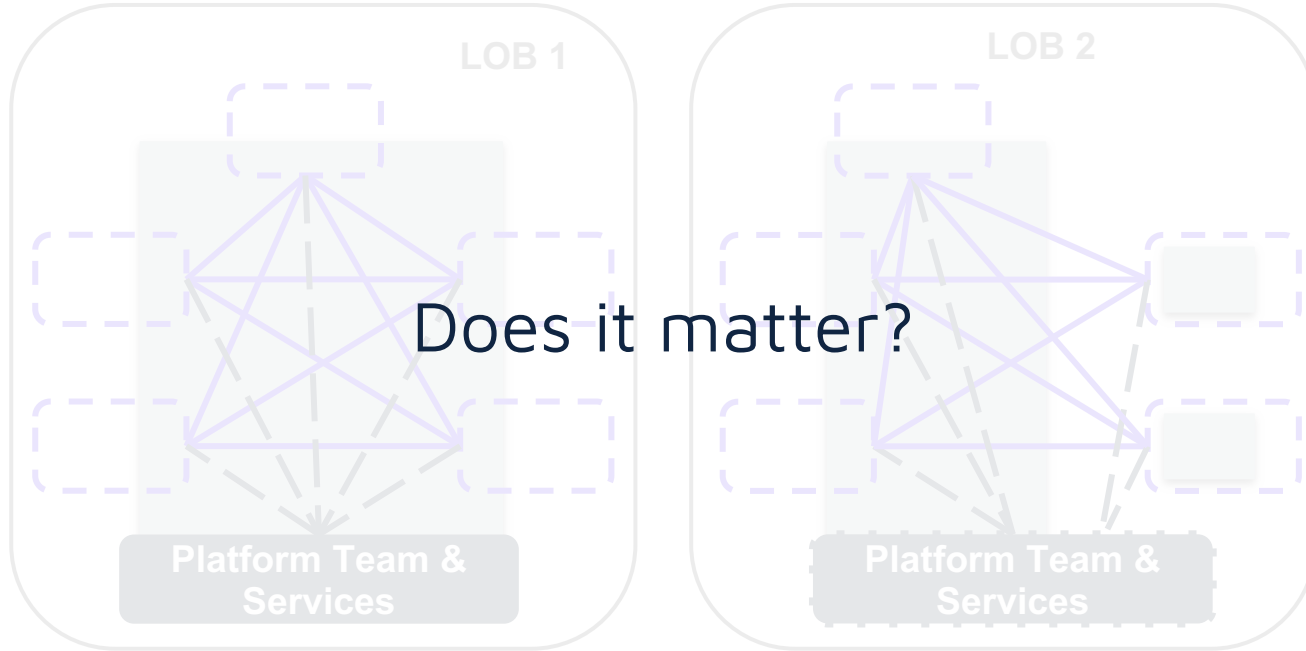 LOB 1
LOB 2
Does it matter?
Platform Team &
Services
Platform Team &
Services